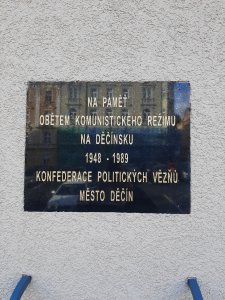 NA PAMĚŤ
OBĚTEM KOMUNISTICKÉHO REŽIMU
NA DĚČÍNSKU
1948 - 1989
KONFEDERACE POLITICKÝCH VĚZŇŮ
MĚSTO DĚČÍN